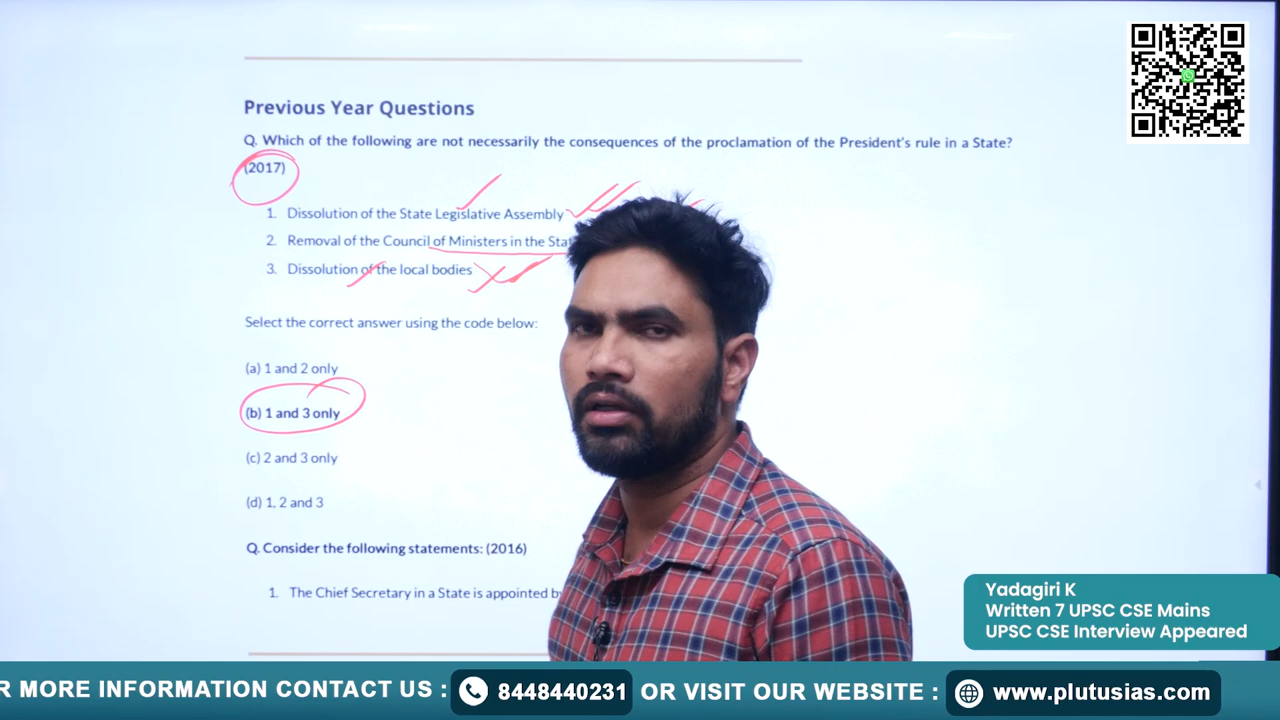 Previous Year Questions
Q. Which of the following are not necessarily the consequences of the proclamation of the President's rule in a State?
(2017)
1. Dissolution of the State Legislative Assembly
2. Removal of the Council of Ministers in the
3. Dissolution of the local bodies
Select the correct answer using the code below:
(a) 1 and 2 only
(b) 1 and 3 only
(c) 2 and 3 only
(d) 1, 2 and 3
Q. Consider the following statements: (2016)
1. The Chief Secretary in a State is appointed
Yadagiri K
Written 7 UPSC CSE Mains
UPSC CSE Interview Appeared
R MORE INFORMATION CONTACT US : 8448440231 OR VISIT OUR WEBSITE : www.plutusias.com